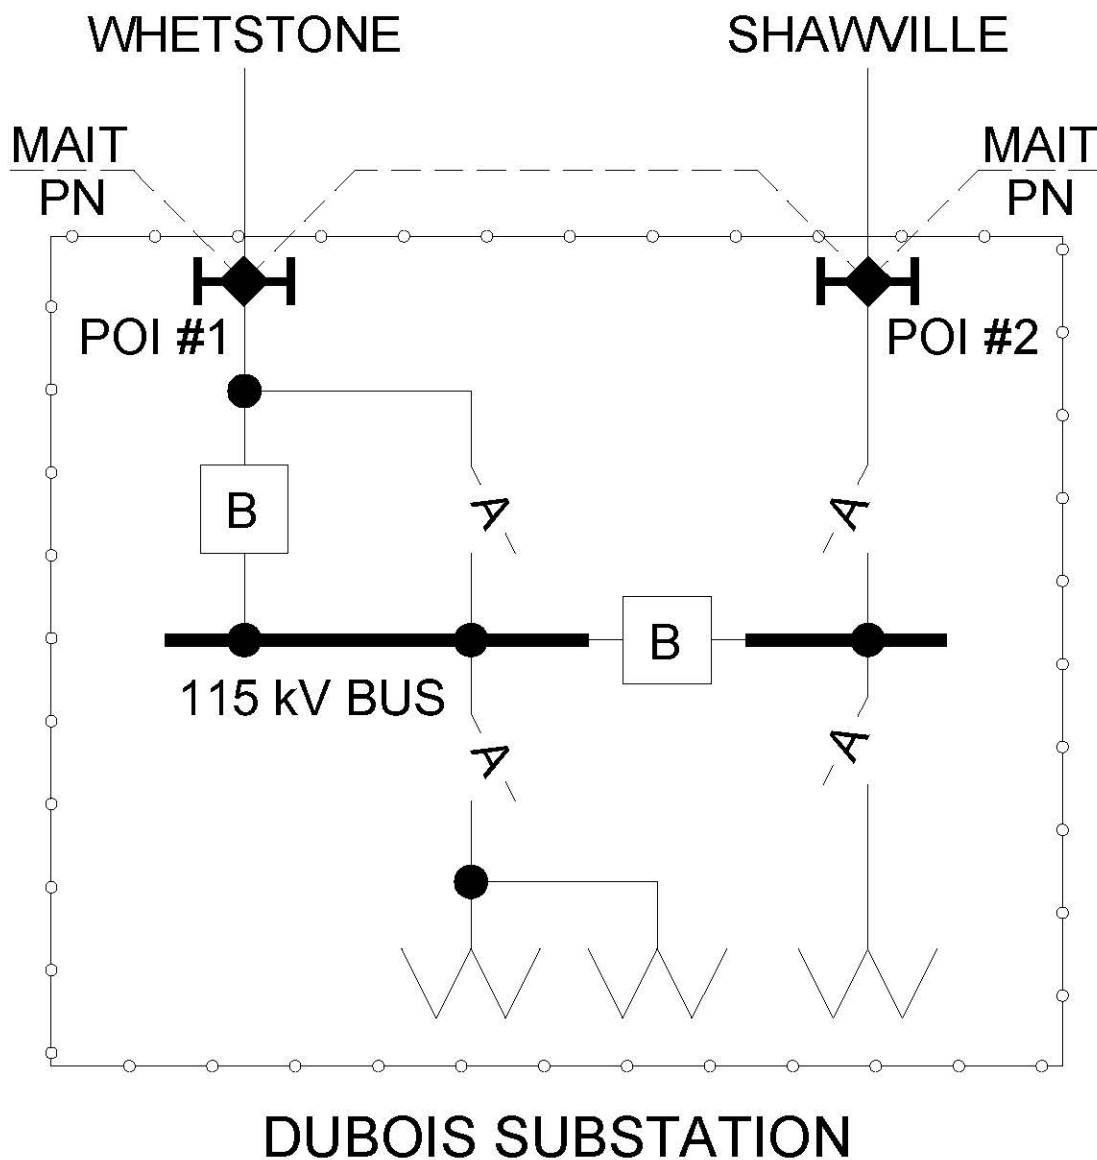 WHETSTONE
SHAWVILLE
MAIT
PN
MAIT
PN
POI #1
POI #2
B
A
A
B
115 kV BUS
A
A
DUBOIS SUBSTATION